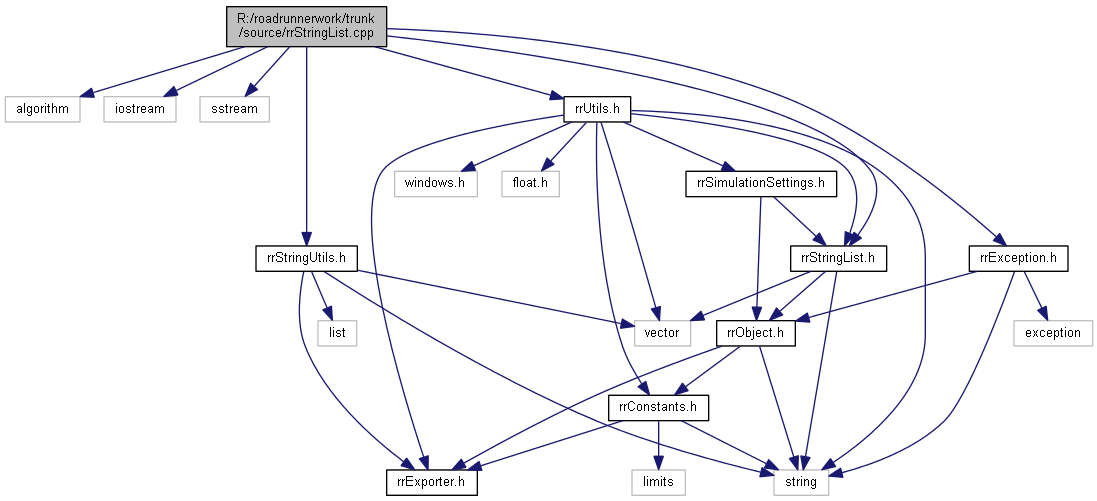 R:/roadrunnerwork/trunk
/source/rrStringList.cpp
algorithm
iostream
sstream
rrUtils.h
windows.h
float.h
rrSimulationSettings.h
rrStringUtils.h
rrStringList.h
rrException.h
list
vector
rrObject.h
exception
rrConstants.h
rrExporter.h
limits
string